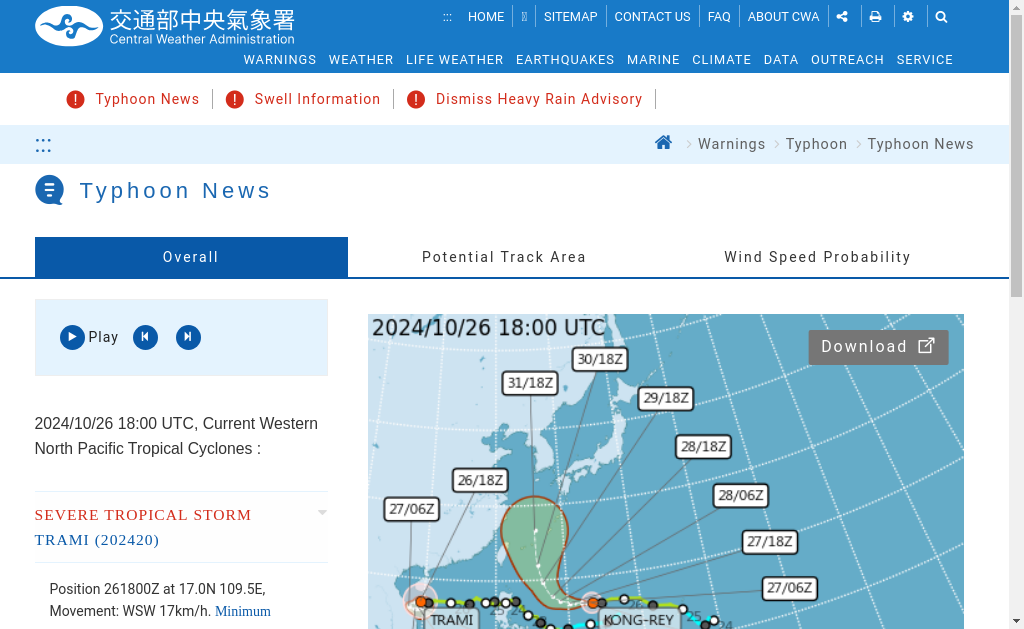 交通部中央氣象署
Central Weather Administration
::: HOME SITEMAP CONTACT US FAQ ABOUT CWA
WARNINGS WEATHER LIFE WEATHER EARTHQUAKES MARINE CLIMATE DATA OUTREACH SERVICE
Typhoon News Swell Information Dismiss Heavy Rain Advisory
::: Warnings Typhoon Typhoon News
Typhoon News
Overall Potential Track Area Wind Speed Probability
Play
2024/10/26 18:00 UTC, Current Western
North Pacific Tropical Cyclones :
SEVERE TROPICAL STORM
TRAMI (202420)
Position 261800Z at 17.0N 109.5E,
Movement: WSW 17km/h. Minimum
2024/10/26 18:00 UTC
Download
30/18Z
31/18Z
29/18Z
28/18Z
26/18Z
28/06Z
27/06Z
27/18Z
27/06Z
TRAMI
KONG-REY
25
24